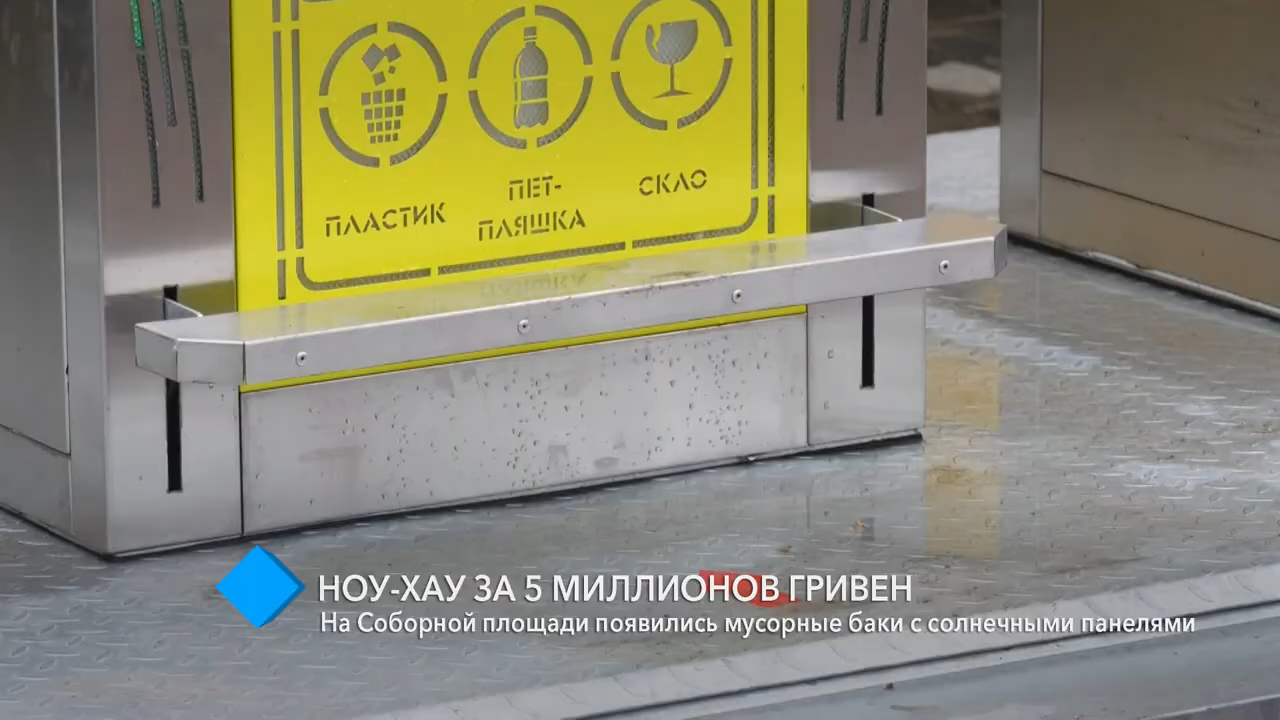 ПЛАСТИК
ПЕТ-
ПЛЯШКА
СКЛО
НОУ-ХАУ ЗА 5 МИЛЛИОНОВ ГРИВЕН
На Соборной площади появились мусорные баки с солнечными панелями